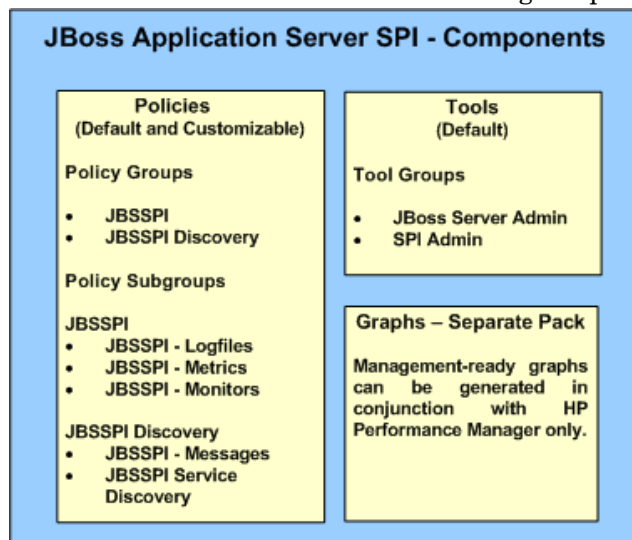 JBoss Application Server SPI - Components
Policies
(Default and Customizable)
Policy Groups
• JBSSPI
• JBSSPI Discovery
Policy Subgroups
JBSSPI
• JBSSPI - Logfiles
• JBSSPI - Metrics
• JBSSPI - Monitors
JBSSPI Discovery
• JBSSPI - Messages
• JBSSPI Service
Discovery
Tools
(Default)
Tool Groups
• JBoss Server Admin
• SPI Admin
Graphs – Separate Pack
Management-ready graphs
can be generated in
conjunction with HP
Performance Manager only.